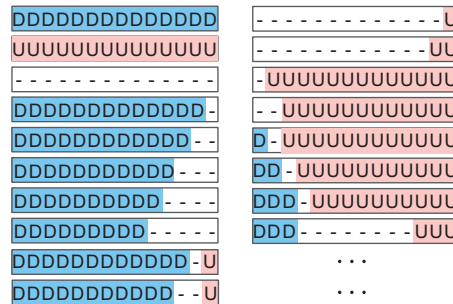 DDDDDDDDDDDDDD
UUUUUUUUUUUUUU
- - - - - - - - - - - - - -
DDDDDDDDDDDDD-
DDDDDDDDDDDD- -
DDDDDDDDDDD- - -
DDDDDDDDDD- - - -
DDDDDDDDD- - - - -
DDDDDDDDDDDD-U
DDDDDDDDDDD- -U
- - - - - - - - - - - - -U
- - - - - - - - - - - -UU
-UUUUUUUUUUUUU
- -UUUUUUUUUUUU
D-UUUUUUUUUUUU
DD-UUUUUUUUUUU
DDD-UUUUUUUUUU
DDD- - - - - - - -UUU
...
...